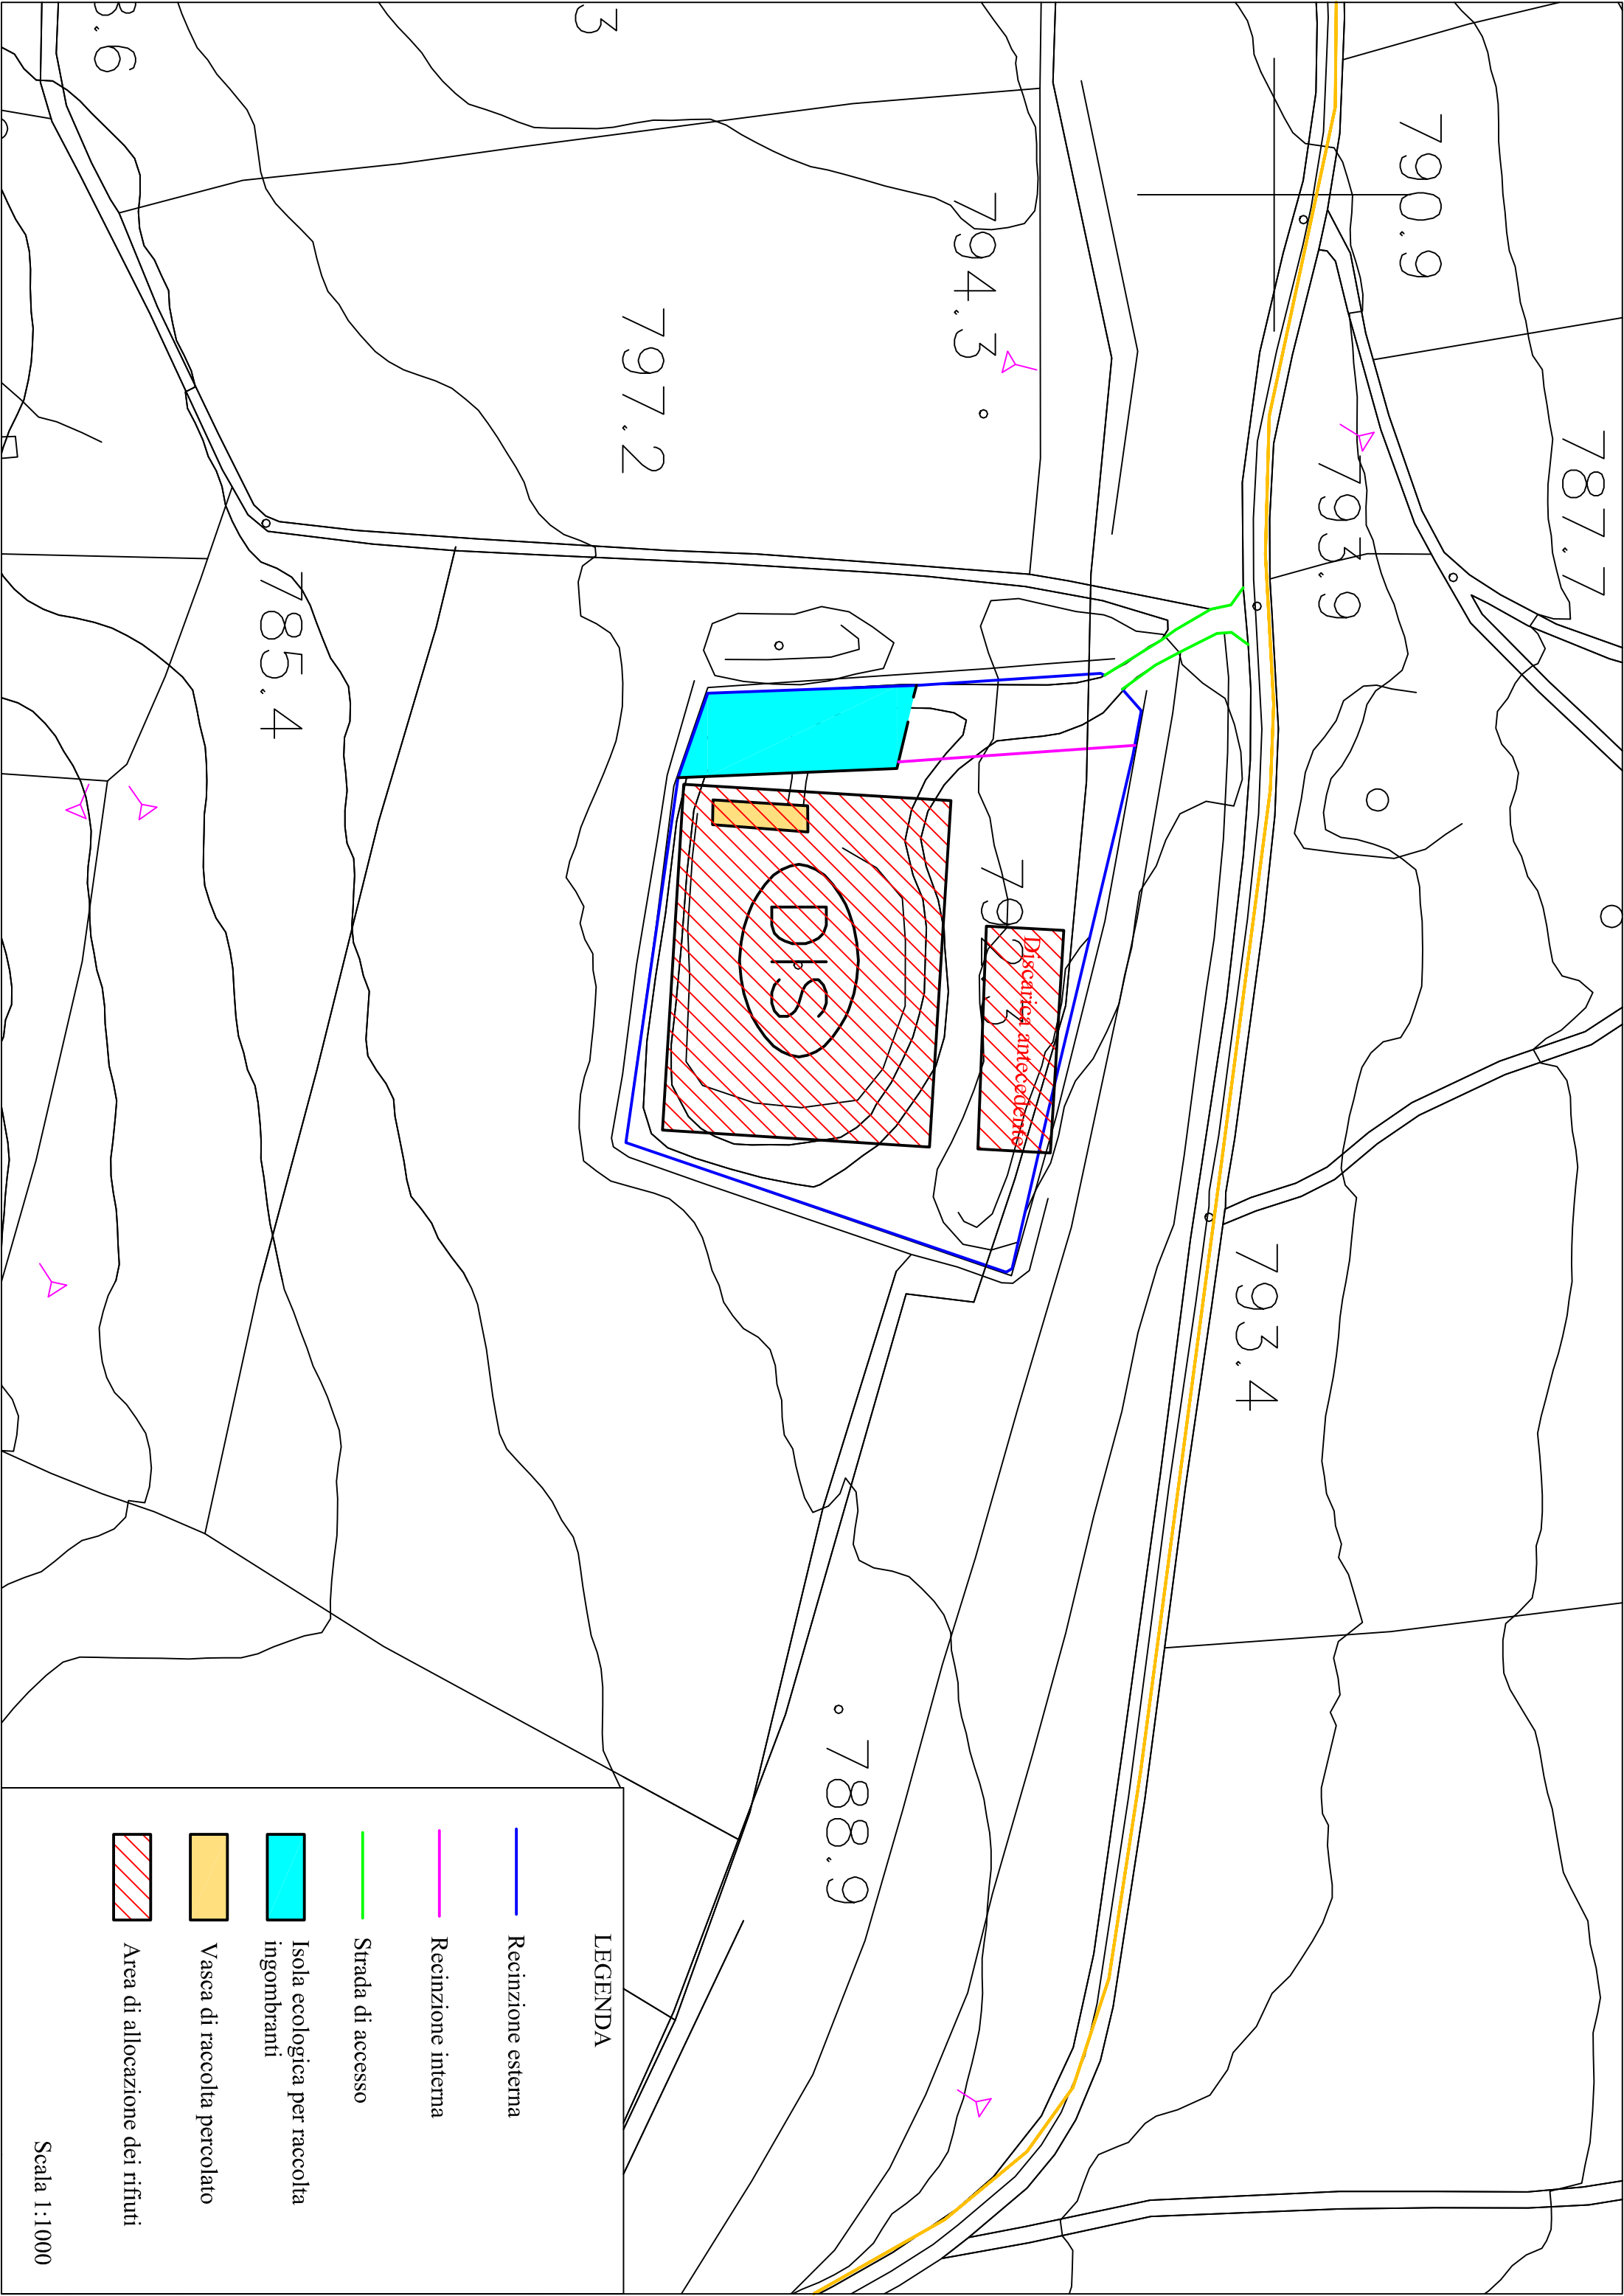 790.9
787.7
793.9
794.3
797.2
785.4
Discarica antecedente
DIS
793.4
788.9
LEGENDA
Recinzione esterna
Recinzione interna
Strada di accesso
Isola ecologica per raccolta
ingombranti
Vasca di raccolta percolato
Area di allocazione dei rifiuti
Scala 1:1000